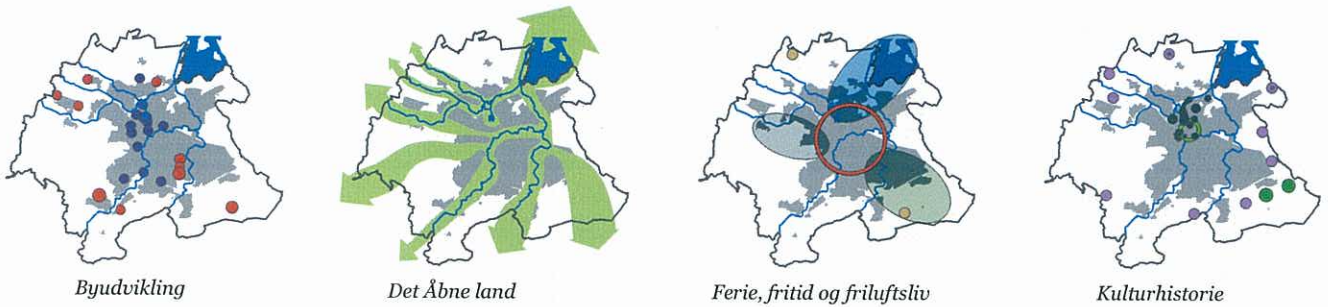 Byudvikling
Det Åbne land
Ferie, fritid og friluftsliv
Kulturhistorie